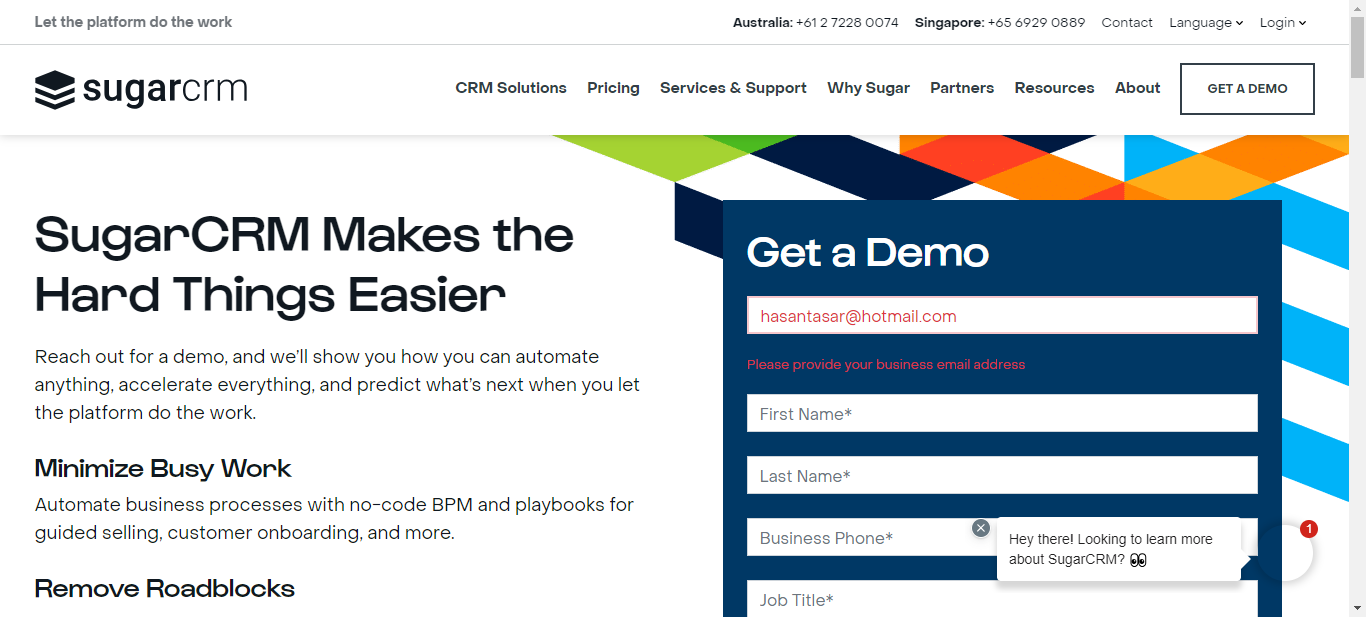 Let the platform do the work
Australia: +61 2 7228 0074 Singapore: +65 6929 0889 Contact Language Login
sugarcrm
CRM Solutions Pricing Services & Support Why Sugar Partners Resources About GET A DEMO
SugarCRM Makes the
Hard Things Easier
Reach out for a demo, and we'll show you how you can automate
anything, accelerate everything, and predict what's next when you let
the platform do the work.
Minimize Busy Work
Automate business processes with no-code BPM and playbooks for
guided selling, customer onboarding, and more.
Remove Roadblocks
Get a Demo
hasantasar@hotmail.com
Please provide your business email address
First Name*
Last Name*
Business Phone*
Job Title*
Hey there! Looking to learn more
about SugarCRM? 👀
1